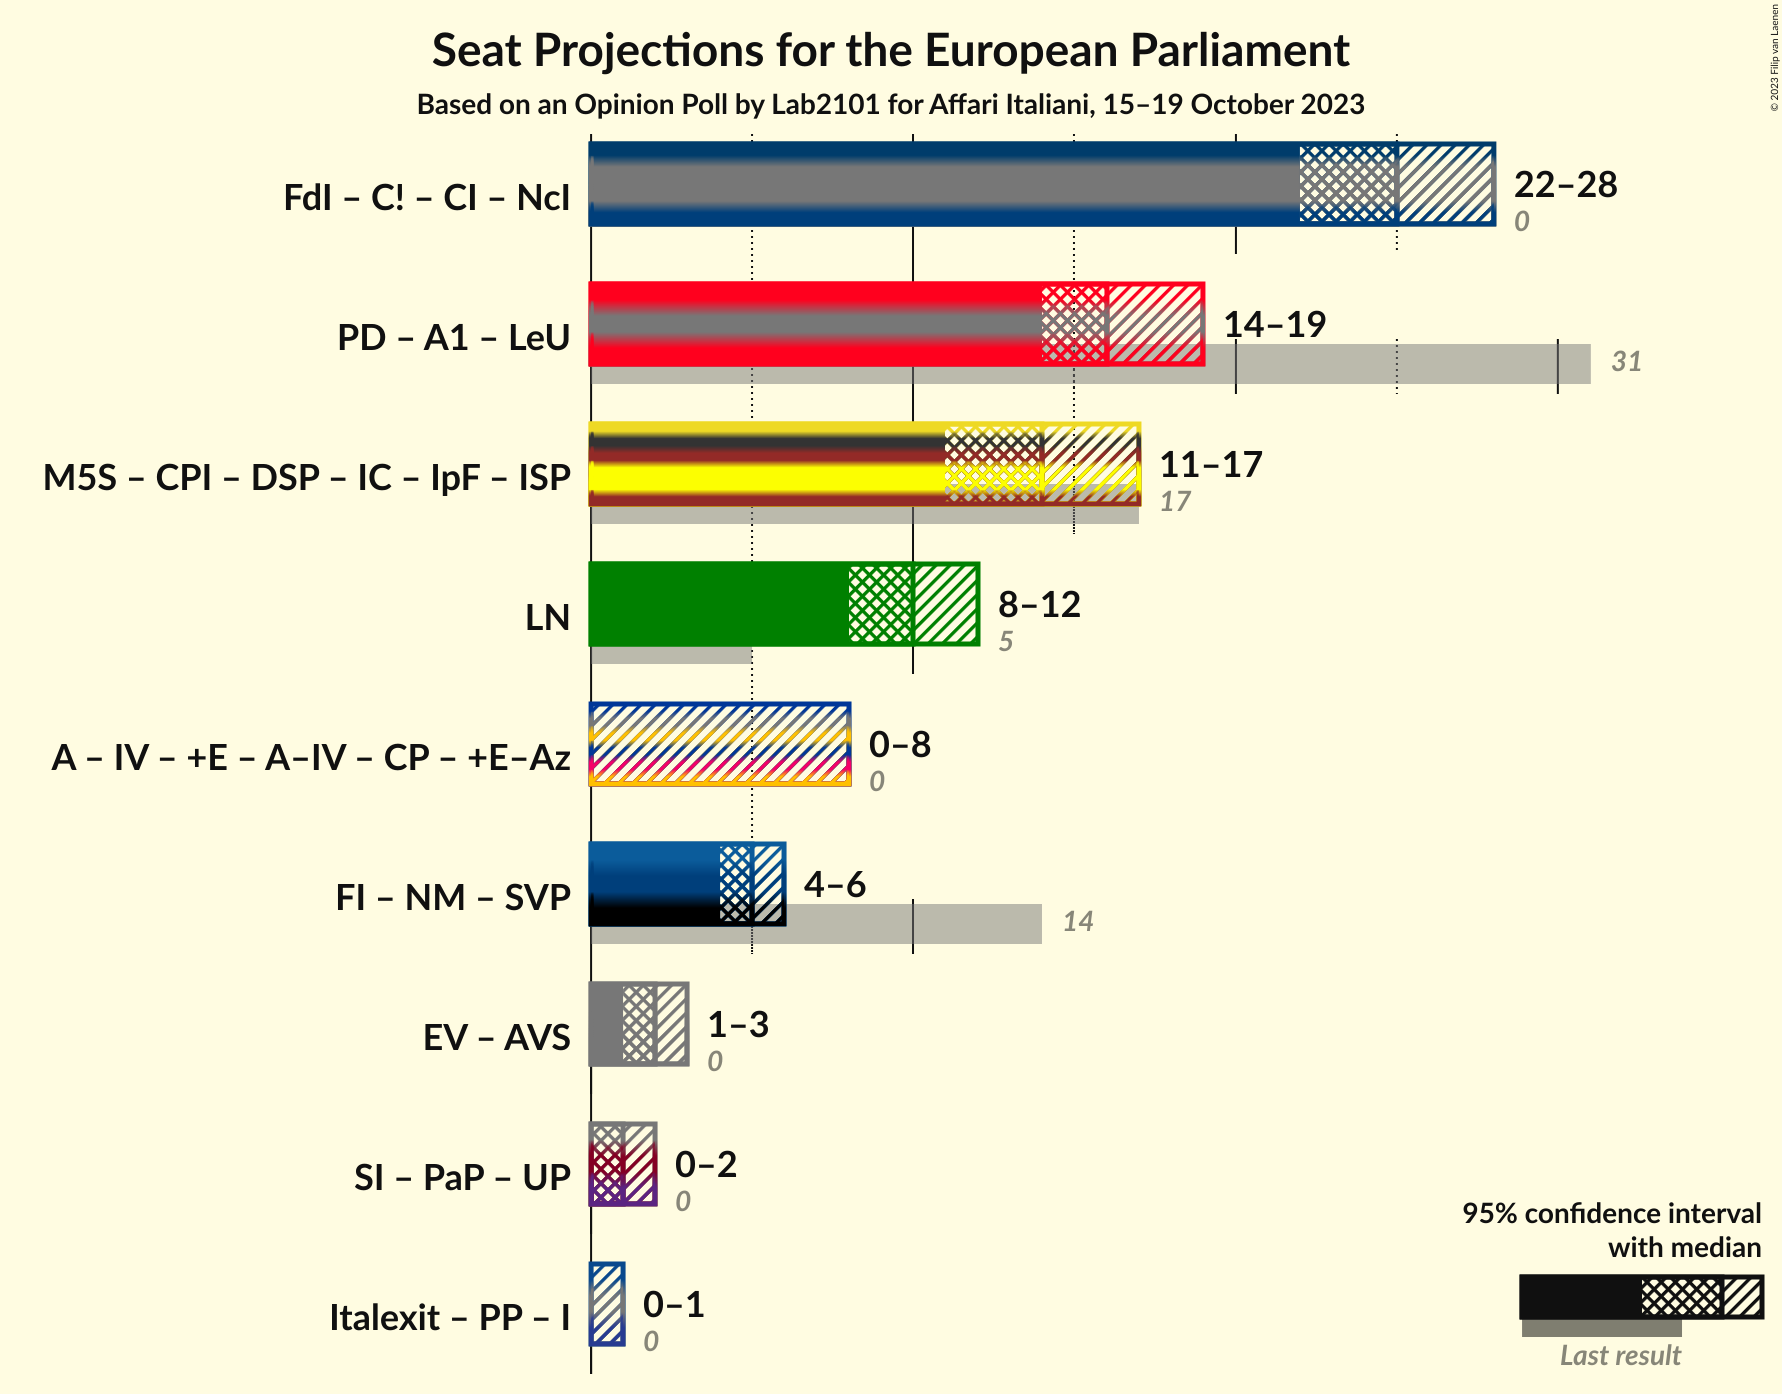 Seat Projections for the European Parliament
Based on an Opinion Poll by Lab2101 for Affari Italiani, 15–19 October 2023
© 2023 Filip van Laenen
FdI – C! – CI – NcI
22–28
0
PD – A1 – LeU
14–19
31
M5S – CPI – DSP – IC – IpF – ISP
11–17
17
LN
8–12
5
A – IV – +E – A–IV – CP – +E–Az
0–8
0
FI – NM – SVP
4–6
14
EV – AVS
1–3
0
SI – PaP – UP
0–2
0
Italexit – PP – I
0–1
0
95% confidence interval
with median
Last result